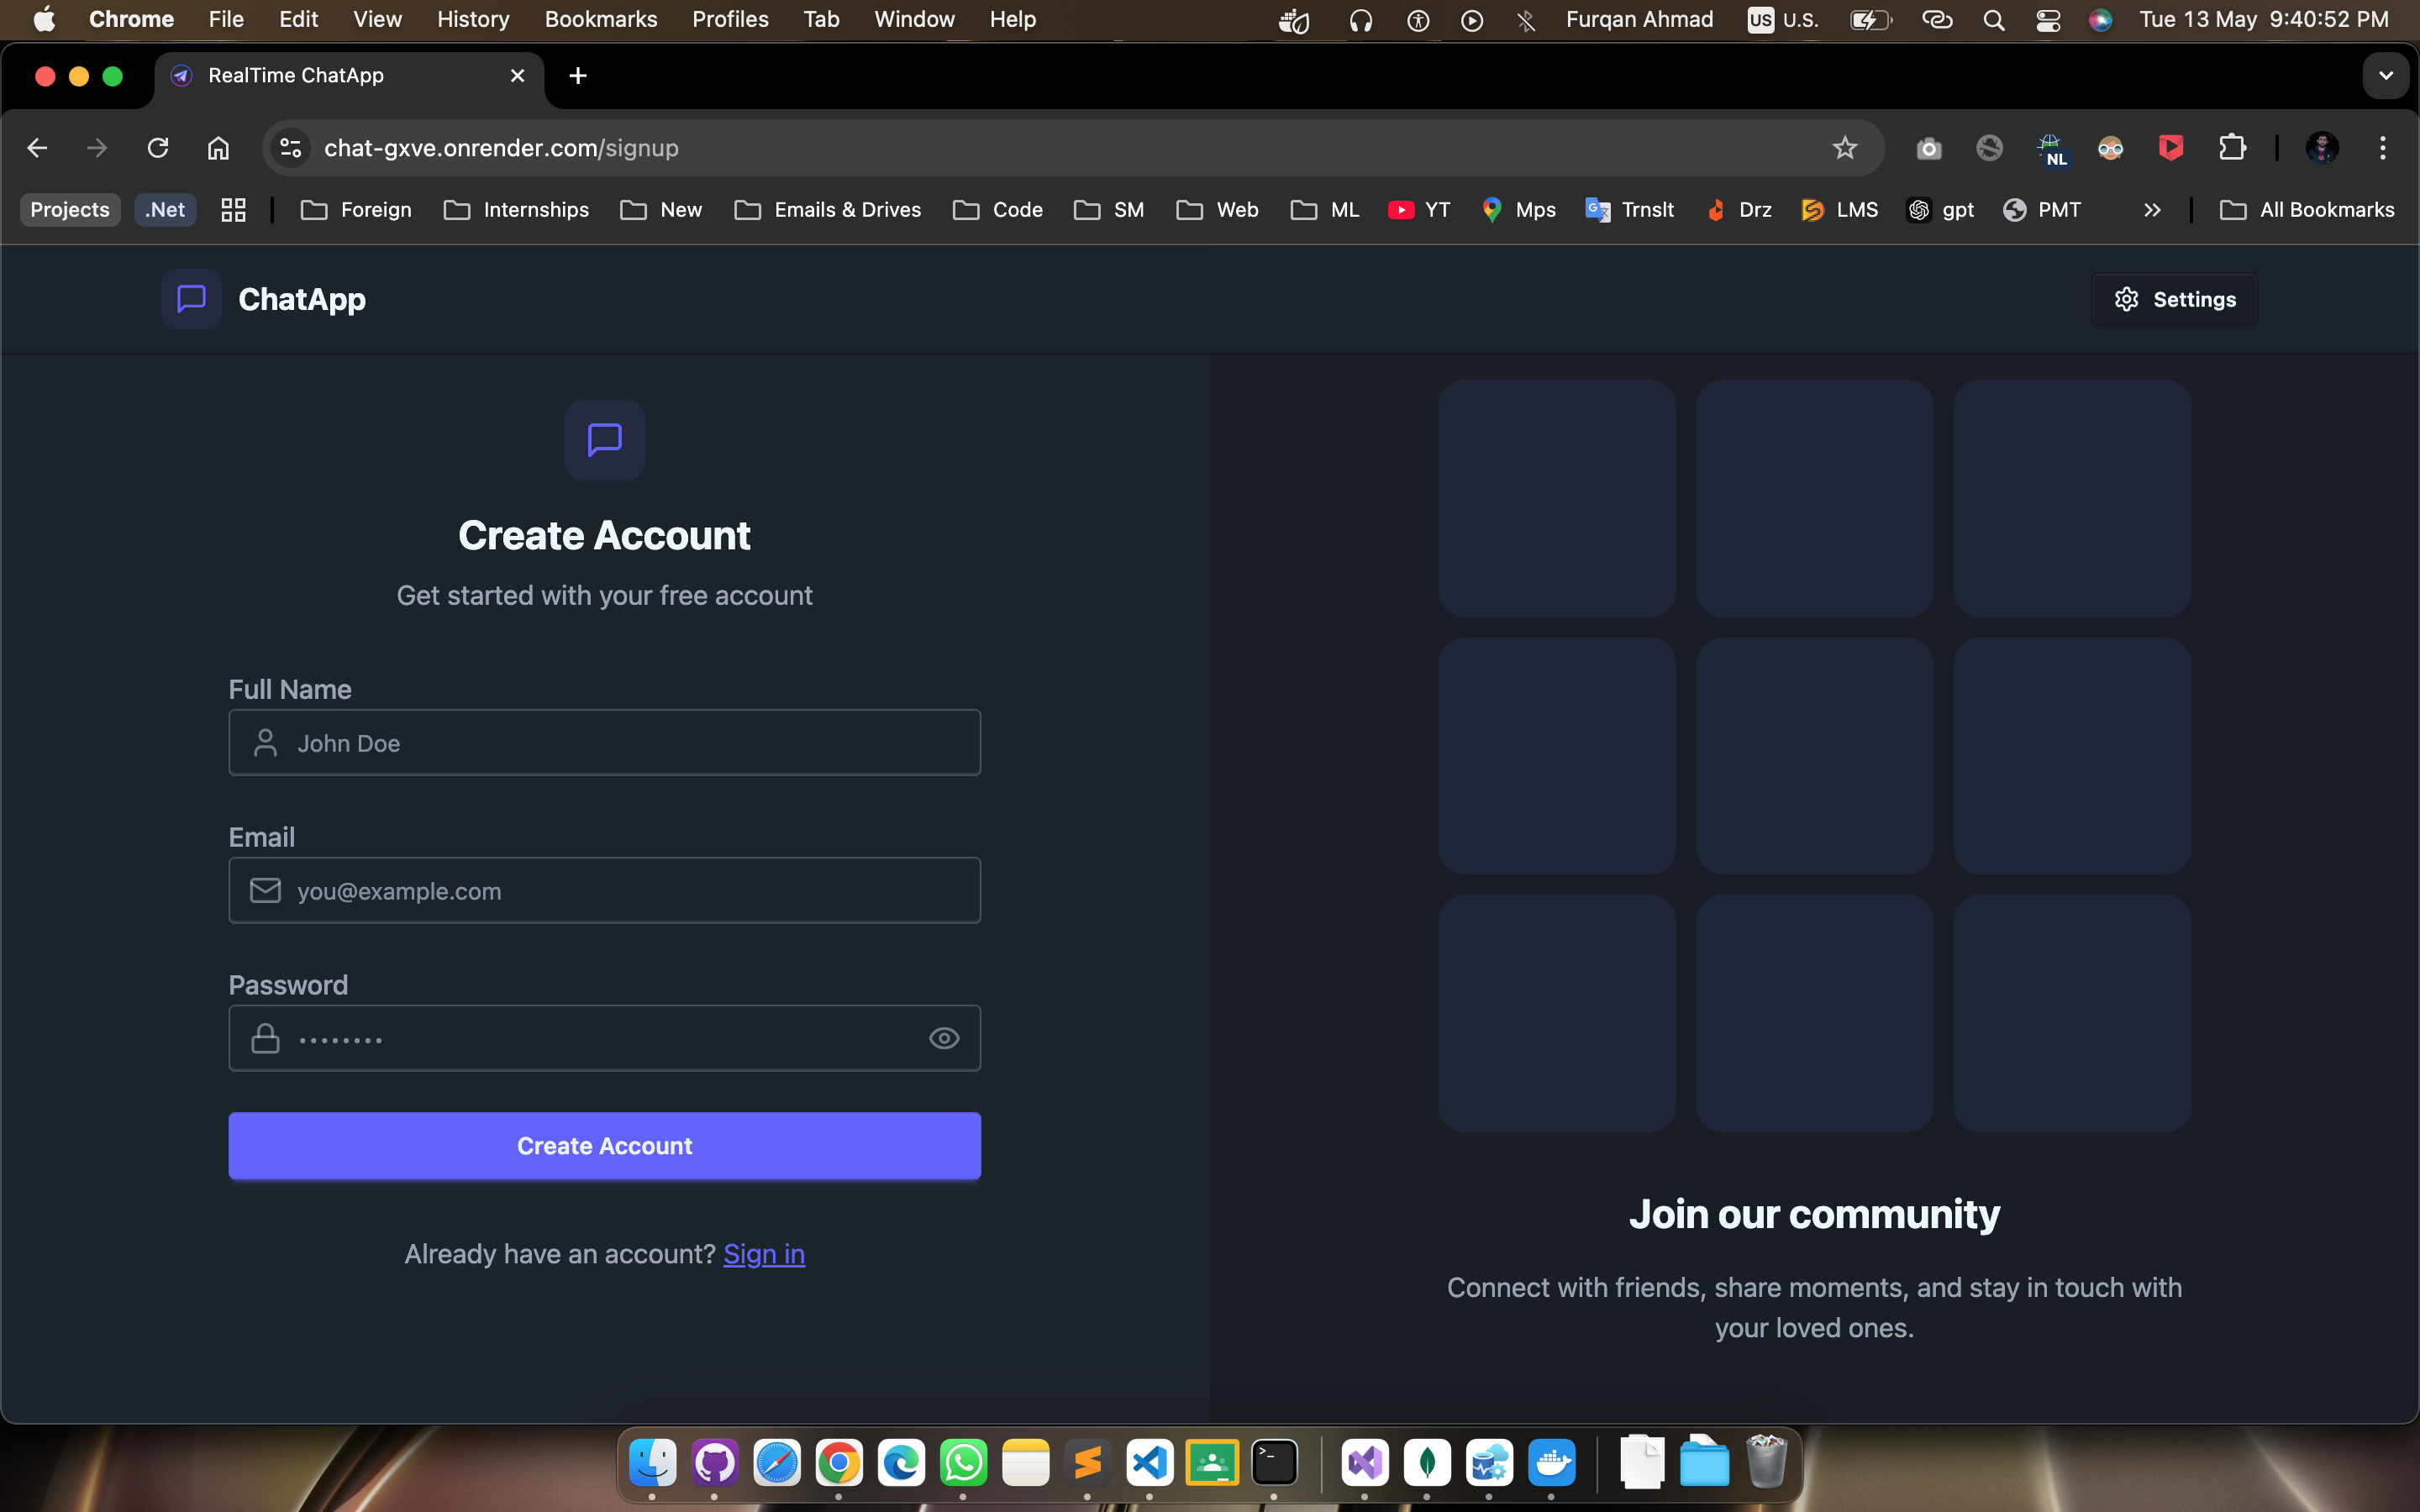 Chrome File Edit View History Bookmarks Profiles Tab Window Help Furqan Ahmad US U.S. Tue 13 May 9:40:52 PM
RealTime ChatApp
chat-gxve.onrender.com/signup NL
Projects .Net Foreign Internships New Emails & Drives Code SM Web ML YT Mps Trnslt Drz LMS gpt PMT All Bookmarks
ChatApp
Settings
Create Account
Get started with your free account
Full Name
John Doe
Email
you@example.com
Password
••••••••
Create Account
Already have an account? Sign in
Join our community
Connect with friends, share moments, and stay in touch with
your loved ones.